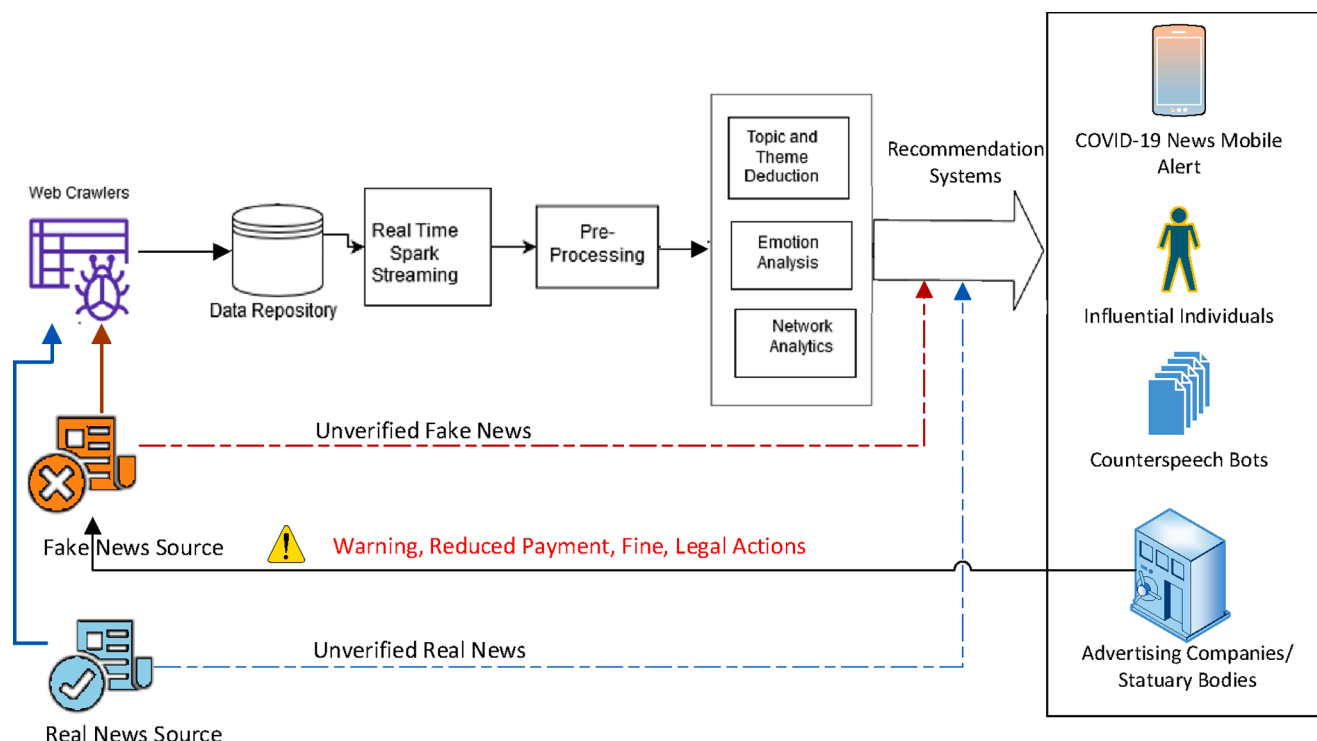 Web Crawlers
Data Repository
Real Time
Spark
Streaming
Pre-
Processing
Topic and
Theme
Deduction
Emotion
Analysis
Network
Analytics
Recommendation
Systems
COVID-19 News Mobile
Alert
Influential Individuals
Counterspeech Bots
Advertising Companies/
Statuary Bodies
Unverified Fake News
Fake News Source
Warning, Reduced Payment, Fine, Legal Actions
Unverified Real News
Real News Source